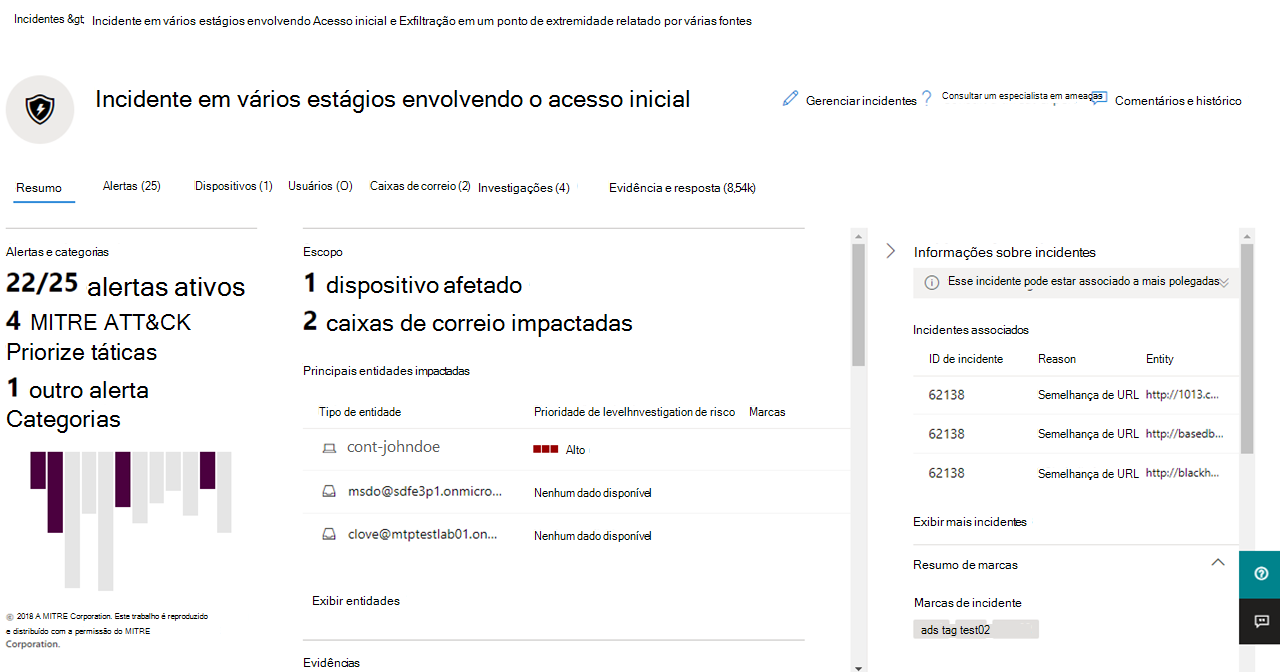 Incidentes &gt
Incidente em vários estágios envolvendo Acesso inicial e Exfiltração em um ponto de extremidade relatado por várias fontes
Incidente em vários estágios envolvendo o acesso inicial
Gerenciar incidentes
Consultar um especialista em ameaças
Comentários e histórico
Resumo
Alertas (25)
Dispositivos (1)
Usuários (O)
Caixas de correio (2)
Investigações (4)
Evidência e resposta (8,54k)
Alertas e categorias
22/25 alertas ativos
4 MITRE ATT&CK
Priorize táticas
1 outro alerta
Categorias
© 2018 A MITRE Corporation. Este trabalho é reproduzido
e distribuído com a permissão do MITRE
Corporation.
Escopo
1 dispositivo afetado
2 caixas de correio impactadas
Principais entidades impactadas
Tipo de entidade
Prioridade de levelhnvestigation de risco
Marcas
cont-johndoe
Alto
msdo@sdfe3p1.onmicro...
Nenhum dado disponível
clove@mtptestlab01.on...
Nenhum dado disponível
Exibir entidades
Evidências
Informações sobre incidentes
Esse incidente pode estar associado a mais polegadas
Incidentes associados
ID de incidente
Reason
Entity
62138
Semelhança de URL
http://1013.c...
62138
Semelhança de URL
http://basedb...
62138
Semelhança de URL
http://blackh...
Exibir mais incidentes
Resumo de marcas
Marcas de incidente
ads tag test02